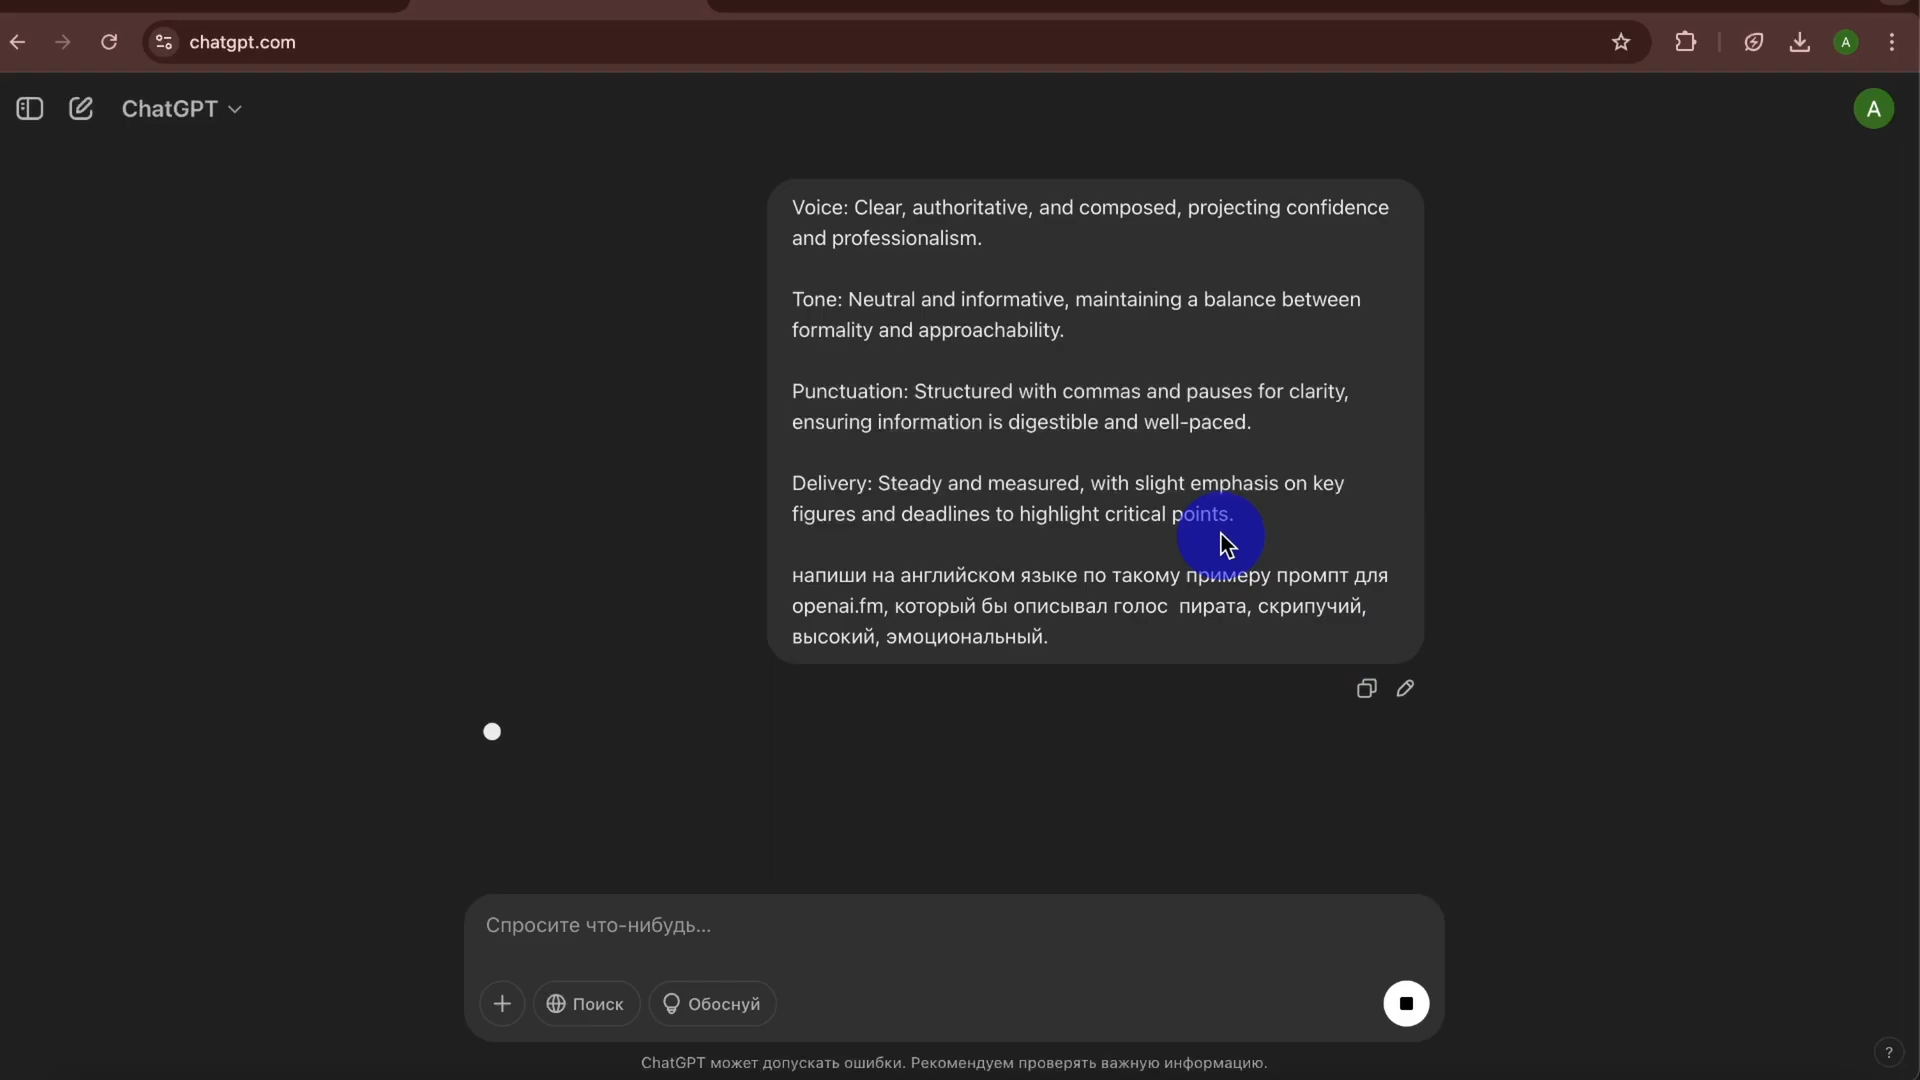 chatgpt.com
A
ChatGPT
A
Voice: Clear, authoritative, and composed, projecting confidence
and professionalism.
Tone: Neutral and informative, maintaining a balance between
formality and approachability.
Punctuation: Structured with commas and pauses for clarity,
ensuring information is digestible and well-paced.
Delivery: Steady and measured, with slight emphasis on key
figures and deadlines to highlight critical points.
напиши на английском языке по такому примеру промпт для
openai.fm, который бы описывал голос  пирата, скрипучий,
высокий, эмоциональный.
Спросите что-нибудь...
Поиск
Обоснуй
ChatGPT может допускать ошибки. Рекомендуем проверять важную информацию.
?